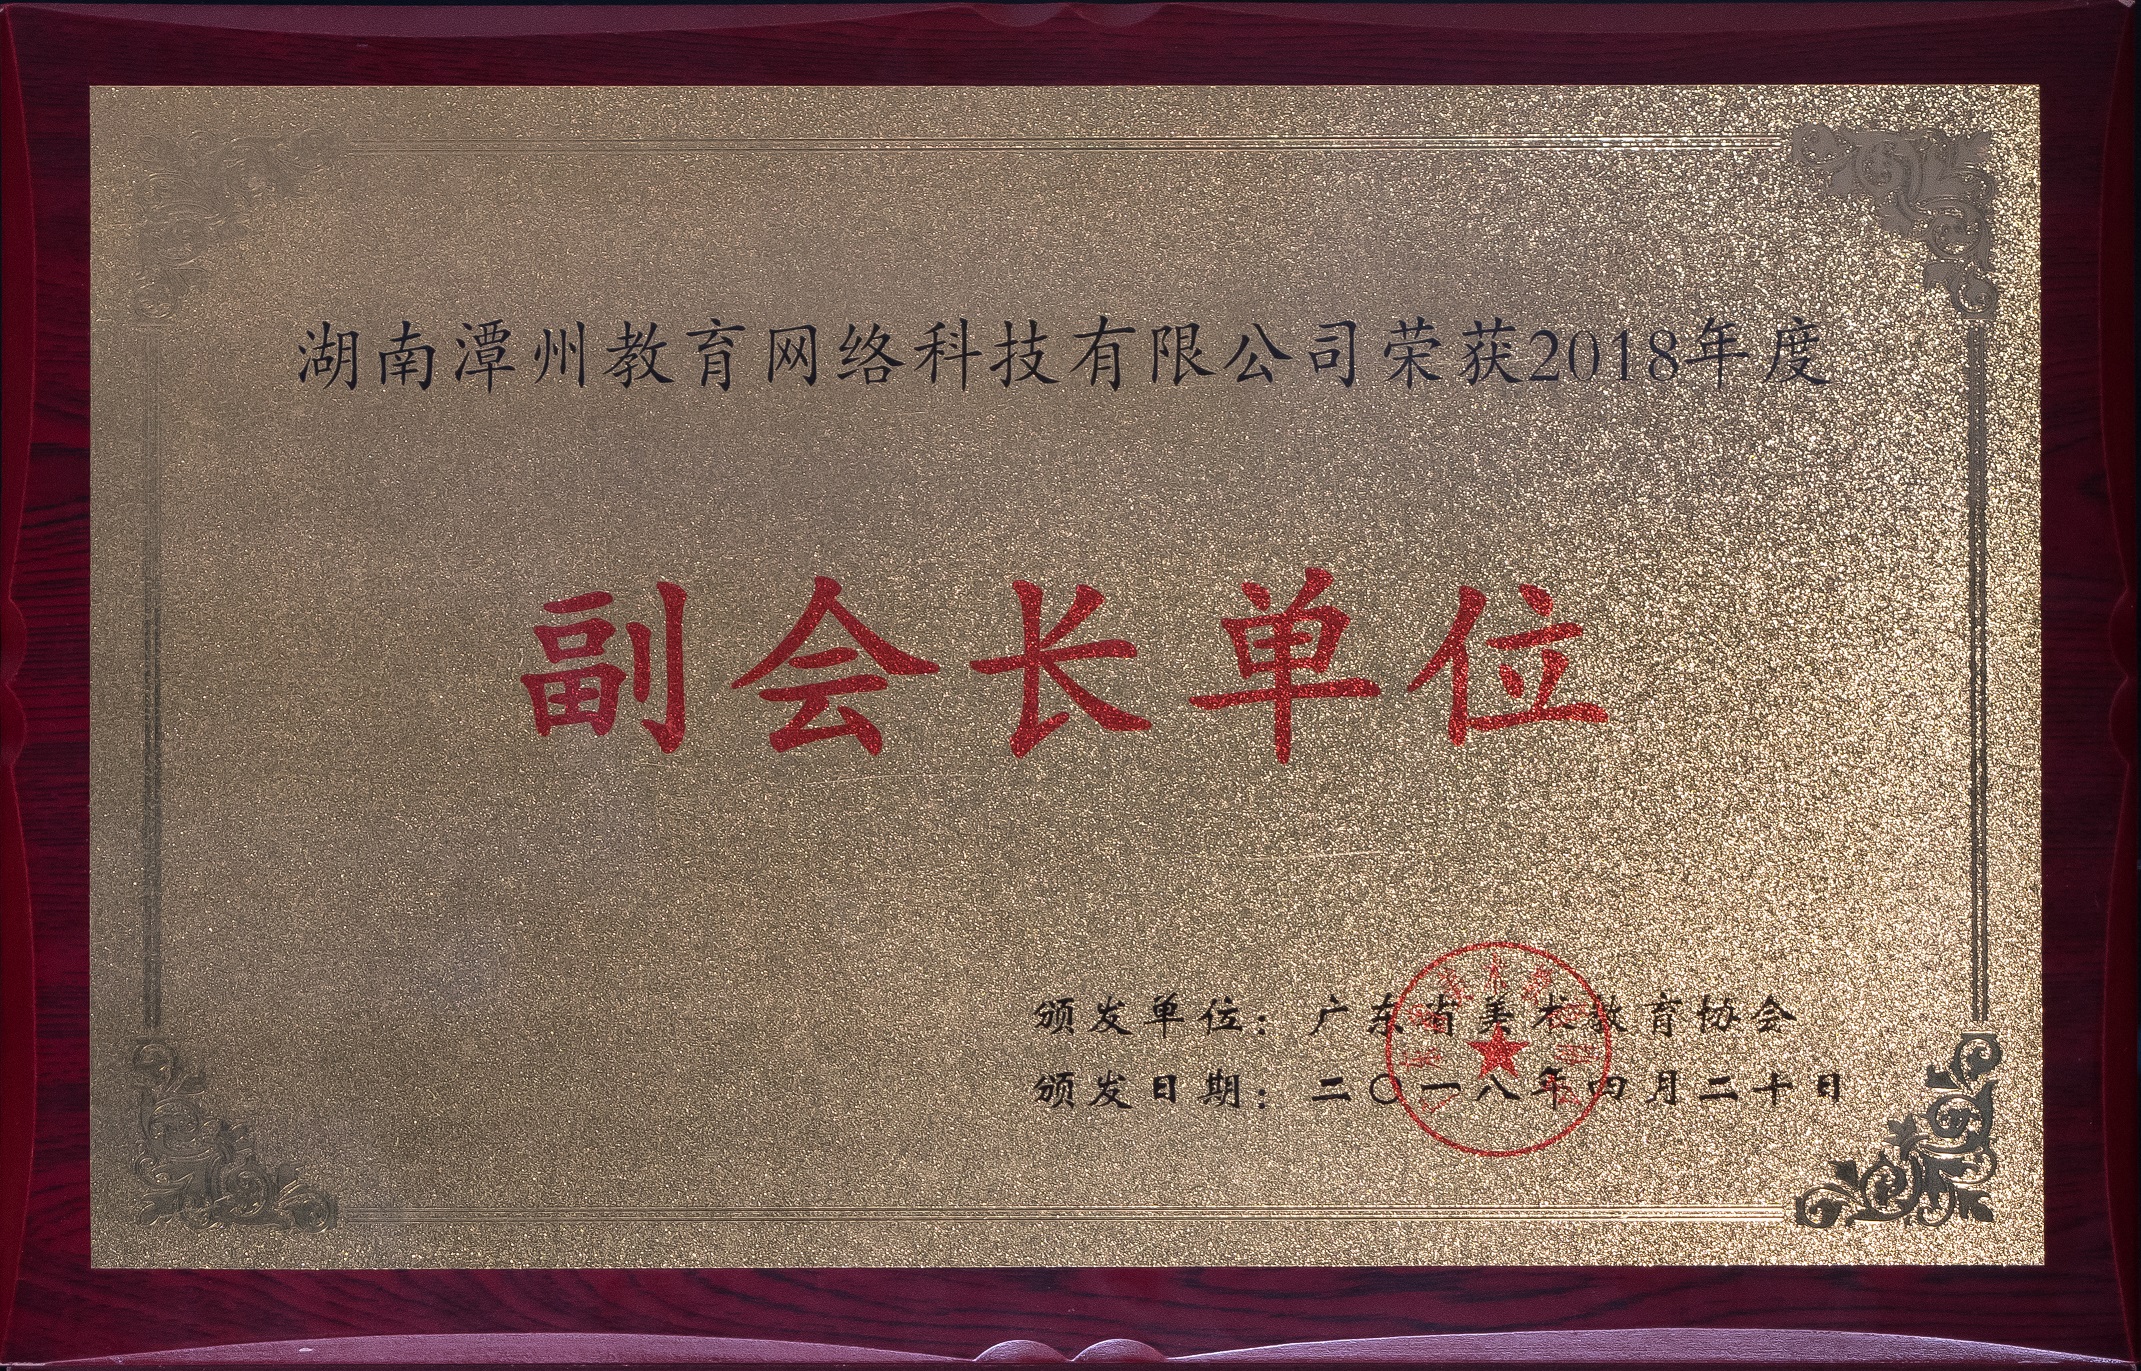 湖南潭州教育网络科技有限公司荣获2018年度
副会长单位
颁发单位：广东省美术教育协会
颁发日期：二〇一八年四月二十日